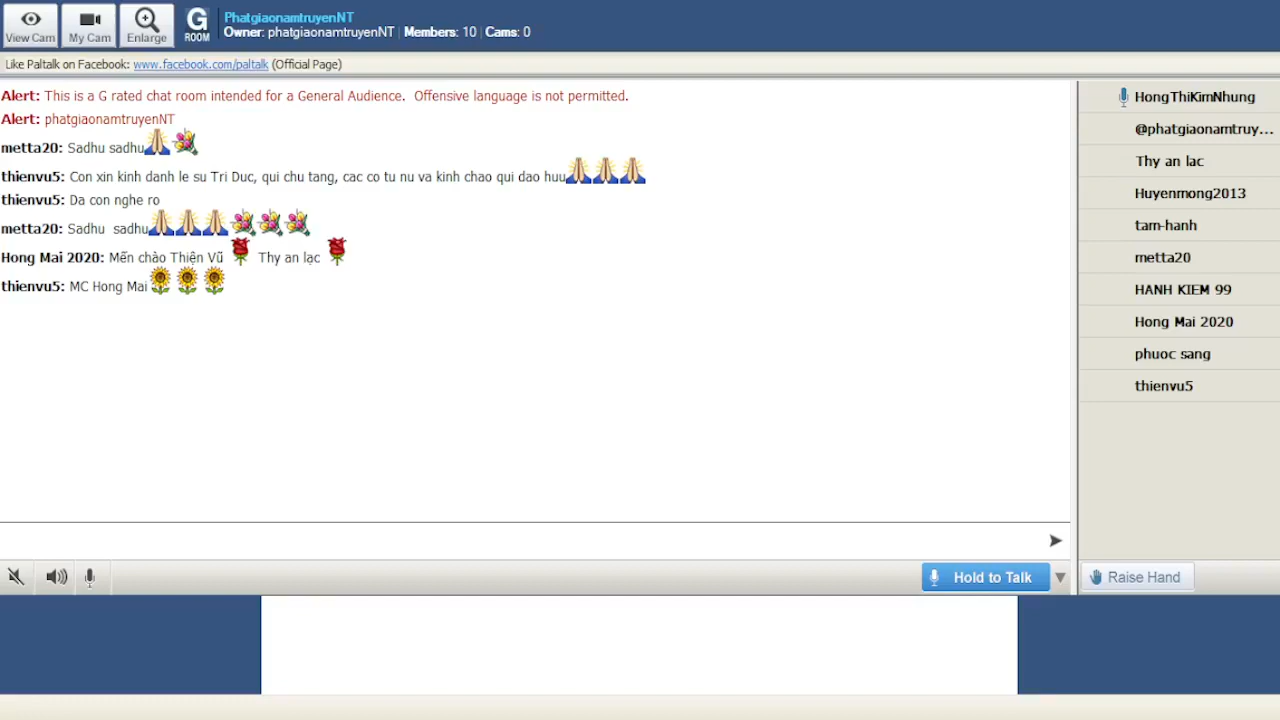 View Cam
My Cam
Enlarge
G
ROOM
PhatgiaonamtruyenNT
Owner: phatgiaonamtruyenNT | Members: 10 | Cams: 0
Like Paltalk on Facebook: www.facebook.com/paltalk (Official Page)
Alert: This is a G rated chat room intended for a General Audience.  Offensive language is not permitted.
Alert: phatgiaonamtruyenNT
metta20: Sadhu sadhu
thienvu5: Con xin kinh danh le su Tri Duc, qui chu tang, cac co tu nu va kinh chao qui dao huu
thienvu5: Da con nghe ro
metta20: Sadhu  sadhu
Hong Mai 2020: Mến chào Thiện Vũ Thy an lạc
thienvu5: MC Hong Mai
HongThiKimNhung
@phatgiaonamtruy...
Thy an lac
Huyenmong2013
tam-hanh
metta20
HANH KIEM 99
Hong Mai 2020
phuoc sang
thienvu5
Hold to Talk
Raise Hand